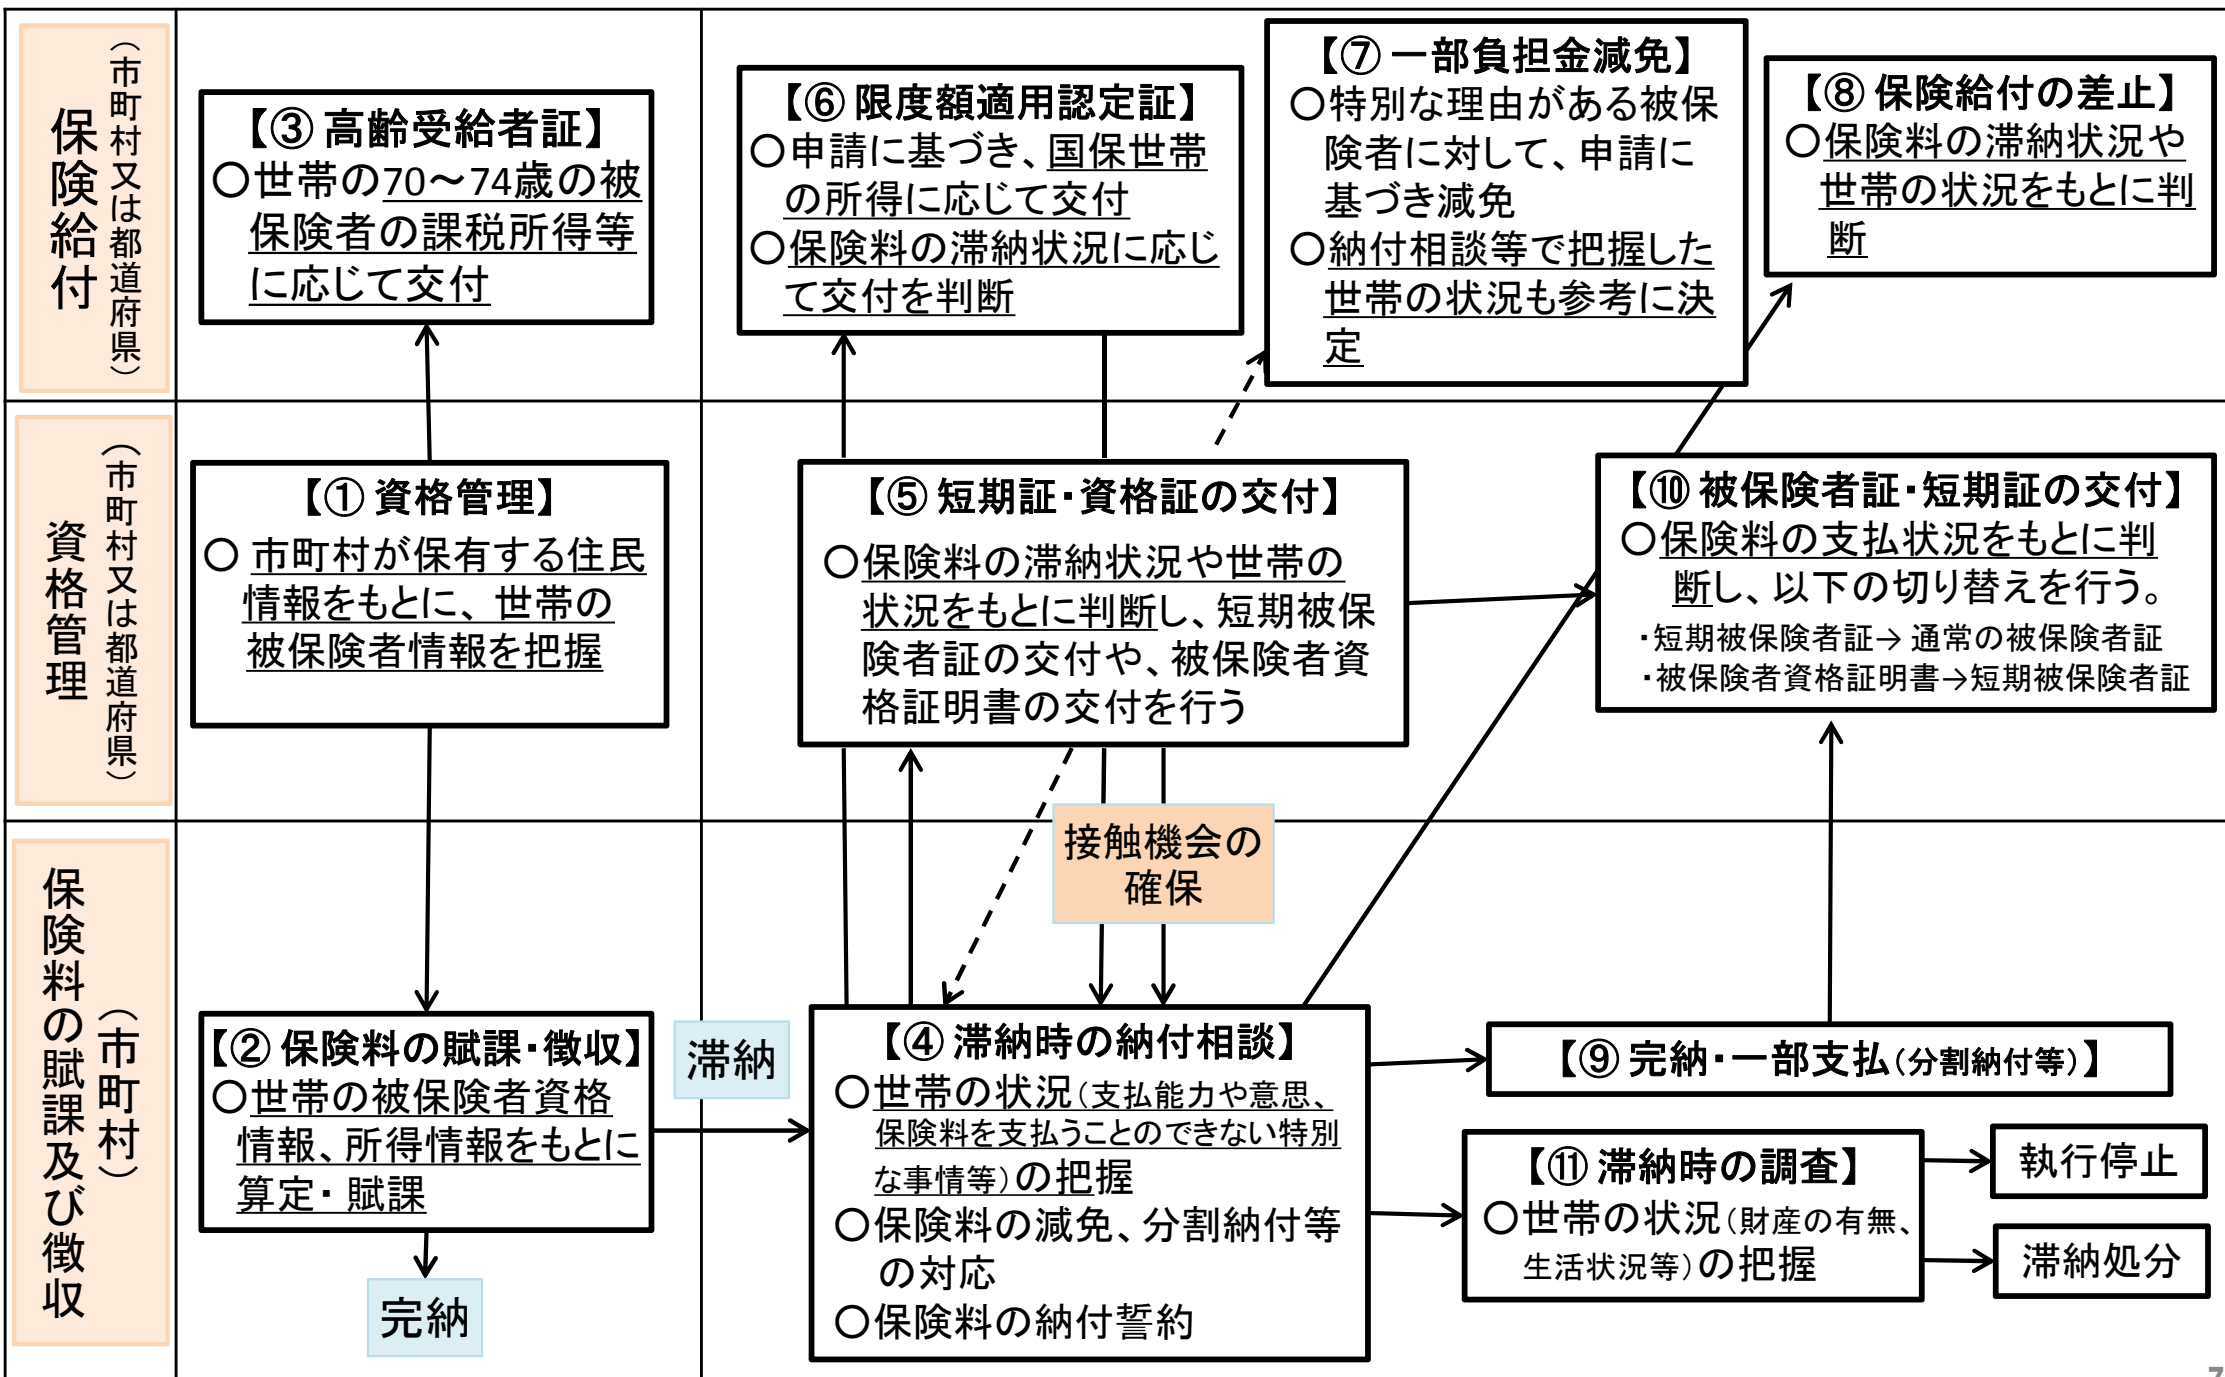 保険給付
（市町村又は都道府県）
【③ 高齢受給者証】
○世帯の70～74歳の被
保険者の課税所得等
に応じて交付
【⑥ 限度額適用認定証】
○申請に基づき、国保世帯
の所得に応じて交付
○保険料の滞納状況に応じ
て交付を判断
【⑦ 一部負担金減免】
○特別な理由がある被保
険者に対して、申請に
基づき減免
○納付相談等で把握した
世帯の状況も参考に決
定
【⑧ 保険給付の差止】
○保険料の滞納状況や
世帯の状況をもとに判
断
資格管理
（市町村又は都道府県）
【① 資格管理】
○ 市町村が保有する住民
情報をもとに、世帯の
被保険者情報を把握
【⑤ 短期証・資格証の交付】
○保険料の滞納状況や世帯の
状況をもとに判断し、短期被保
険者証の交付や、被保険者資
格証明書の交付を行う
【⑩ 被保険者証・短期証の交付】
○保険料の支払状況をもとに判
断し、以下の切り替えを行う。
・短期被保険者証→ 通常の被保険者証
・被保険者資格証明書→短期被保険者証
接触機会の
確保
保険料の賦課及び徴収
（市町村）
【② 保険料の賦課・徴収】
○世帯の被保険者資格
情報、所得情報をもとに
算定・賦課
完納
滞納
【④ 滞納時の納付相談】
○世帯の状況（支払能力や意思、
保険料を支払うことのできない特別
な事情等）の把握
○保険料の減免、分割納付等
の対応
○保険料の納付誓約
【⑨ 完納・一部支払（分割納付等）】
【⑪ 滞納時の調査】
○世帯の状況（財産の有無、
生活状況等）の把握
執行停止
滞納処分
7